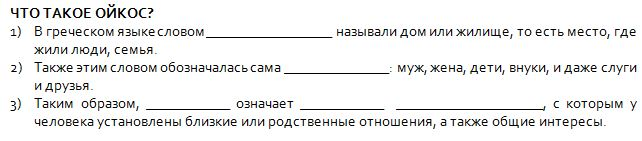 ЧТО ТАКОЕ ОЙКОС?
1) В греческом языке словом _________________ называли дом или жилище, то есть место, где
жили люди, семья.
2) Также этим словом обозначалась сама ______________: муж, жена, дети, внуки, и даже слуги
и друзья.
3) Таким образом, ___________ означает ___________ ___________________, с которым у
человека установлены близкие или родственные отношения, а также общие интересы.